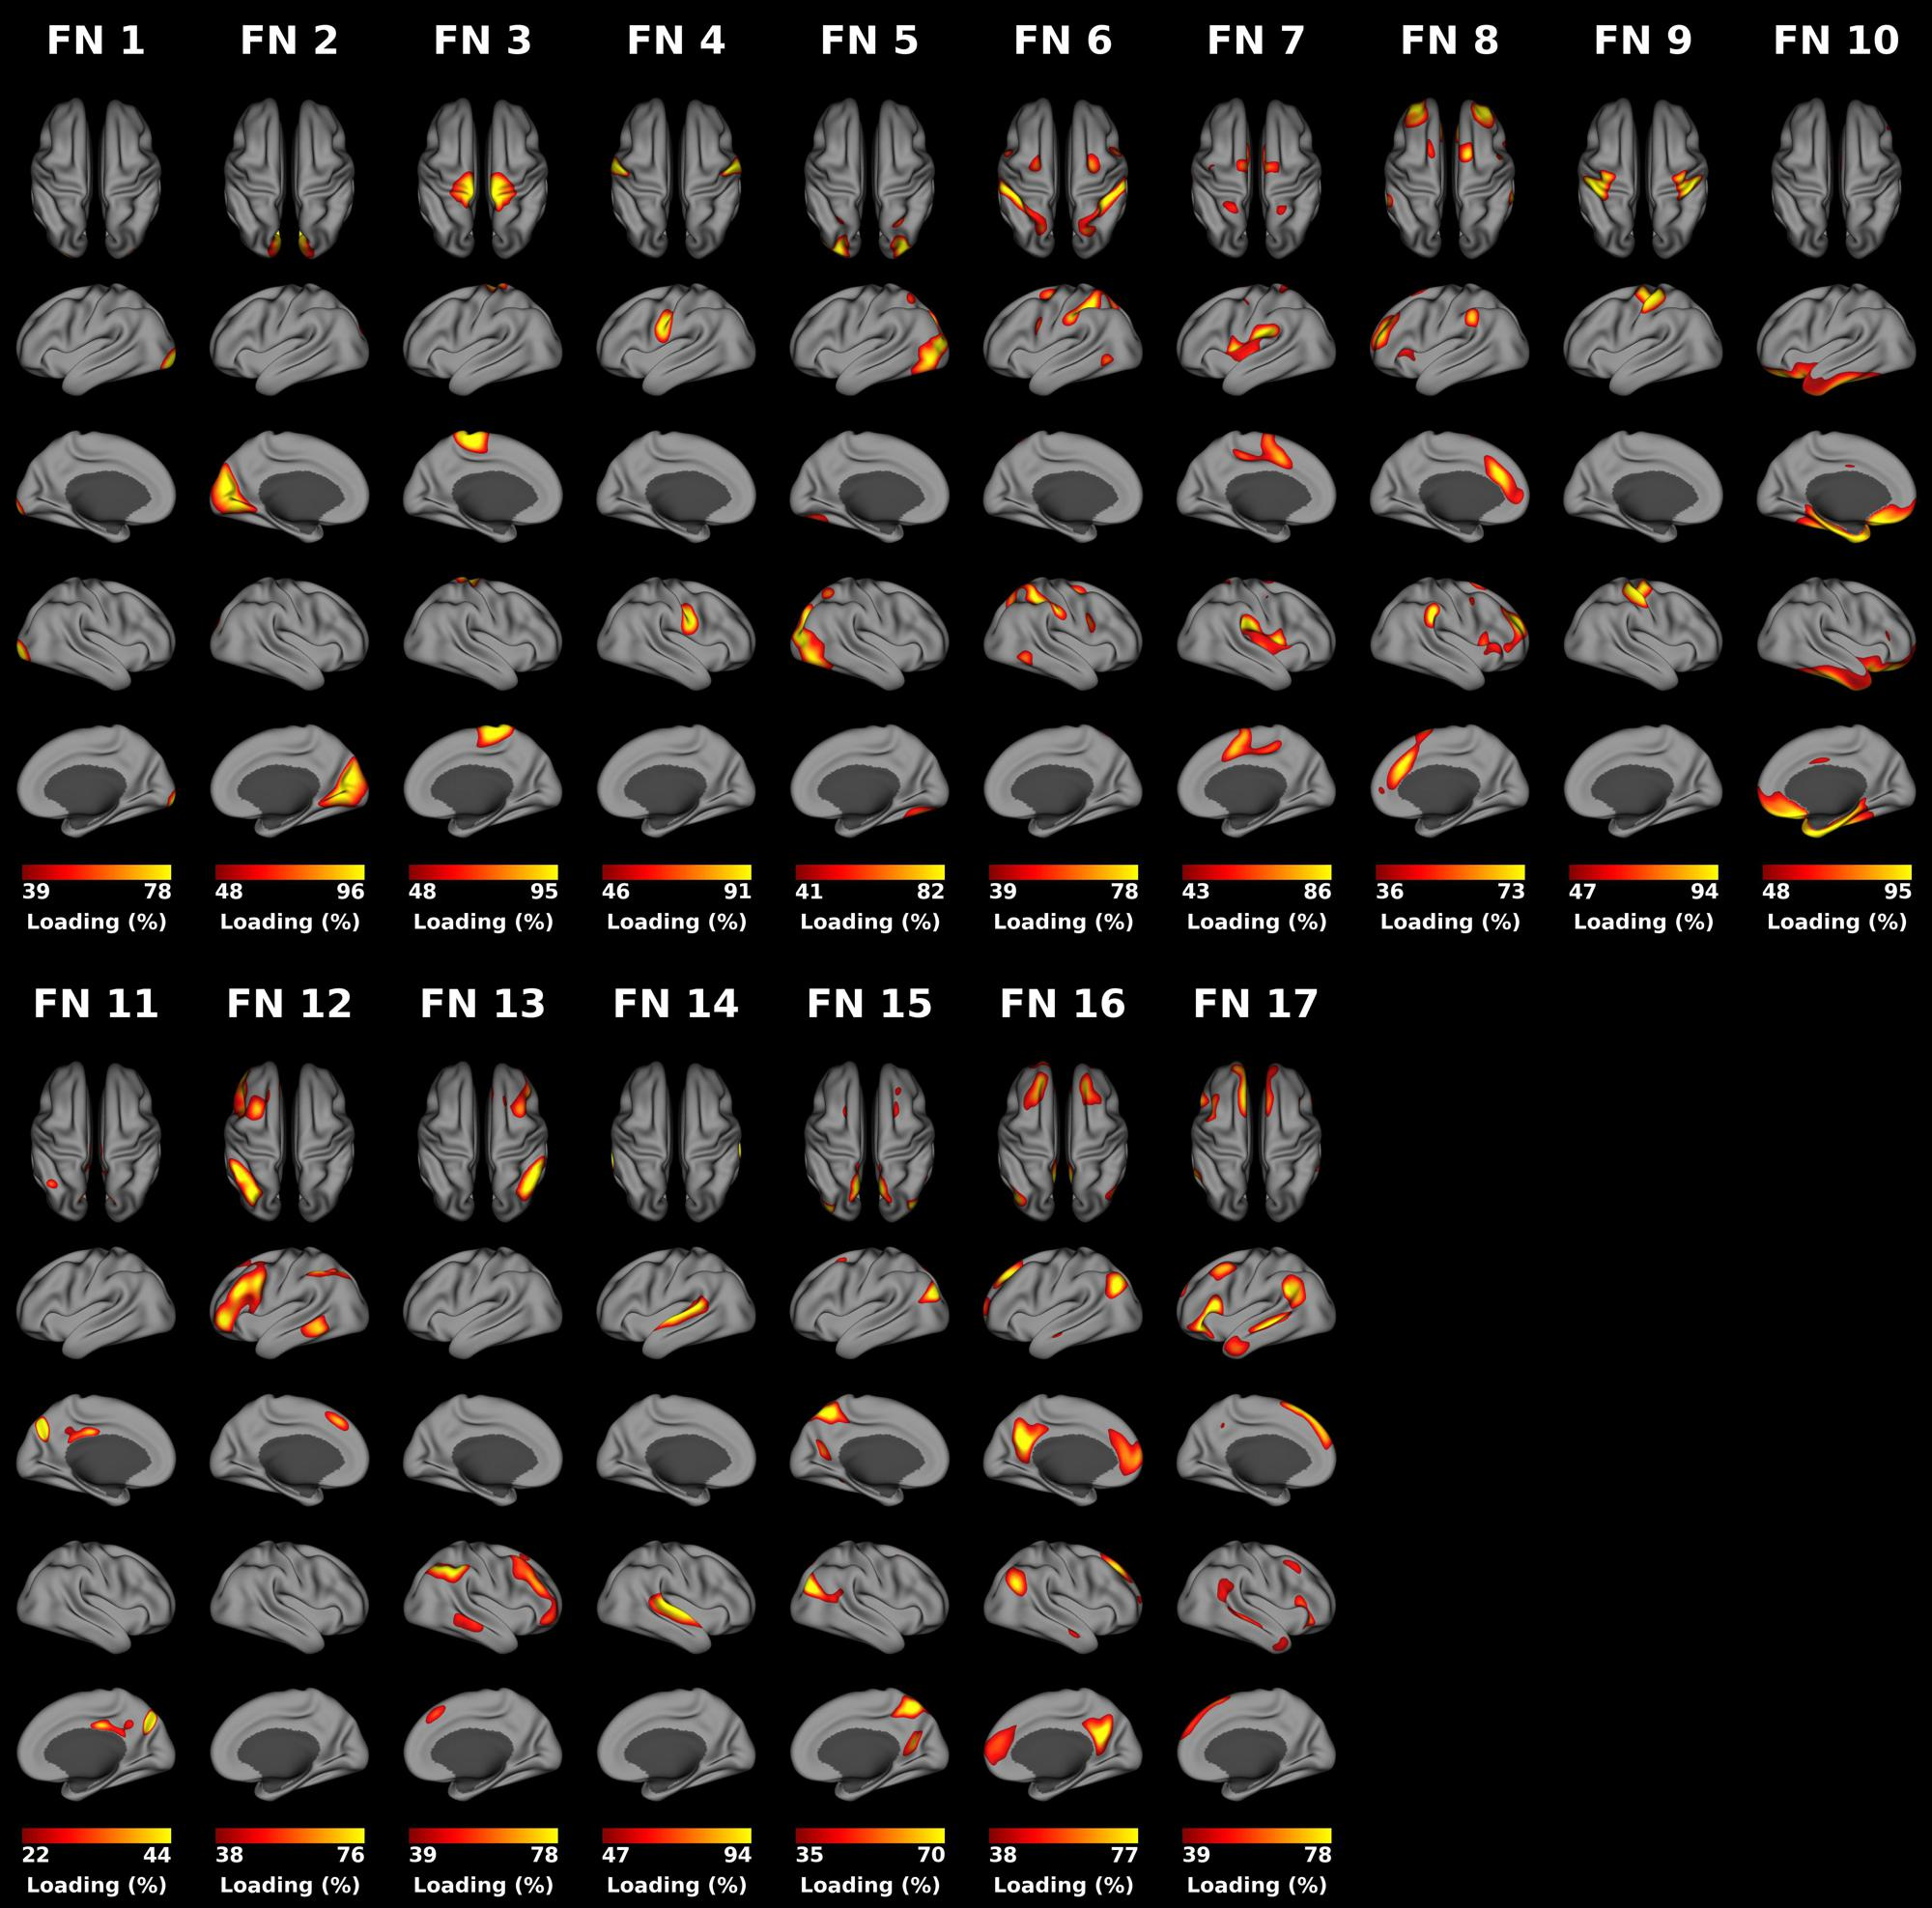 FN 1 FN 2 FN 3 FN 4 FN 5 FN 6 FN 7 FN 8 FN 9 FN 10
39 78 48 96 48 95 46 91 41 82 39 78 43 86 36 73 47 94 48 95
Loading (%) Loading (%) Loading (%) Loading (%) Loading (%) Loading (%) Loading (%) Loading (%) Loading (%) Loading (%)
FN 11 FN 12 FN 13 FN 14 FN 15 FN 16 FN 17
22 44 38 76 39 78 47 94 35 70 38 77 39 78
Loading (%) Loading (%) Loading (%) Loading (%) Loading (%) Loading (%) Loading (%)